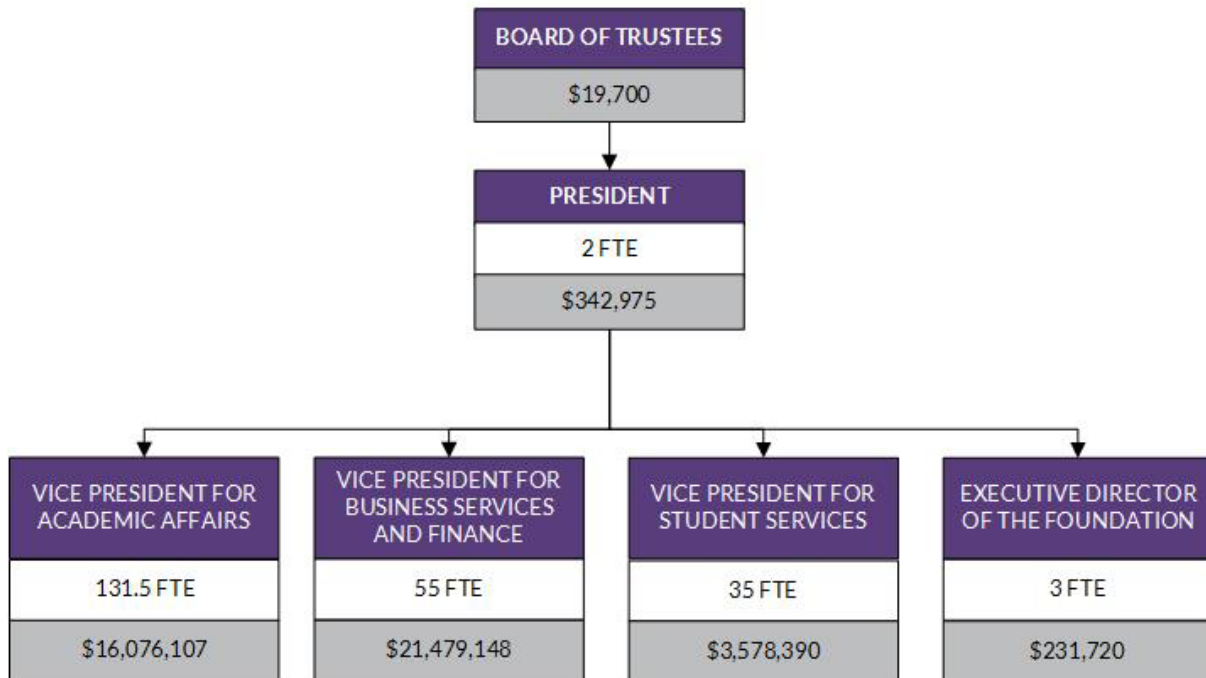 BOARD OF TRUSTEES
$19,700
PRESIDENT
2 FTE
$342,975
VICE PRESIDENT FOR
ACADEMIC AFFAIRS
131.5 FTE
$16,076,107
VICE PRESIDENT FOR
BUSINESS SERVICES
AND FINANCE
55 FTE
$21,479,148
VICE PRESIDENT FOR
STUDENT SERVICES
35 FTE
$3,578,390
EXECUTIVE DIRECTOR
OF THE FOUNDATION
3 FTE
$231,720